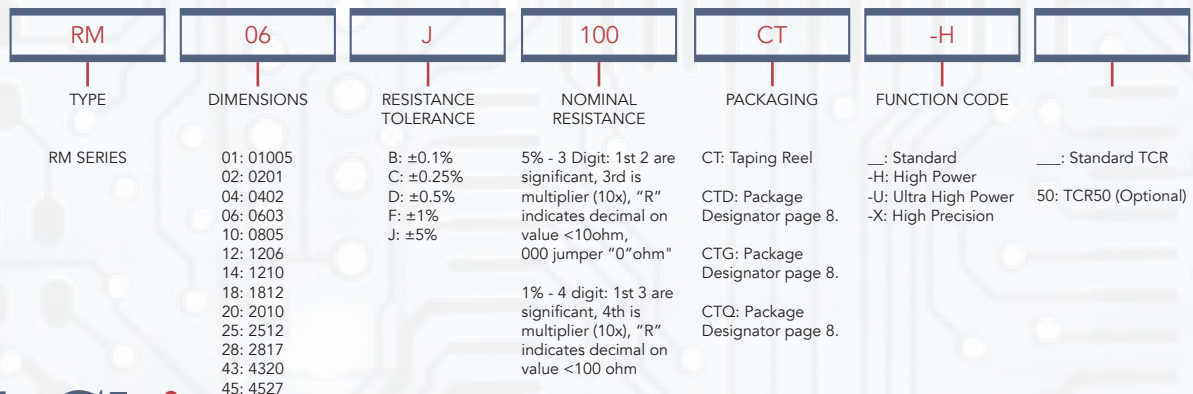 RM 06 J 100 CT -H
TYPE
DIMENSIONS
RESISTANCE
TOLERANCE
NOMINAL
RESISTANCE
PACKAGING
FUNCTION CODE
RM SERIES
01: 01005
02: 0201
04: 0402
06: 0603
10: 0805
12: 1206
14: 1210
18: 1812
20: 2010
25: 2512
28: 2817
43: 4320
45: 4527
B: ±0.1%
C: ±0.25%
D: ±0.5%
F: ±1%
J: ±5%
5% - 3 Digit: 1st 2 are
significant, 3rd is
multiplier (10x), “R”
indicates decimal on
value <10ohm,
000 jumper “0”ohm"
1% - 4 digit: 1st 3 are
significant, 4th is
multiplier (10x), “R”
indicates decimal on
value <100 ohm
CT: Taping Reel
CTD: Package
Designator page 8.
CTG: Package
Designator page 8.
CTQ: Package
Designator page 8.
__: Standard
-H: High Power
-U: Ultra High Power
-X: High Precision
___: Standard TCR
50: TCR50 (Optional)